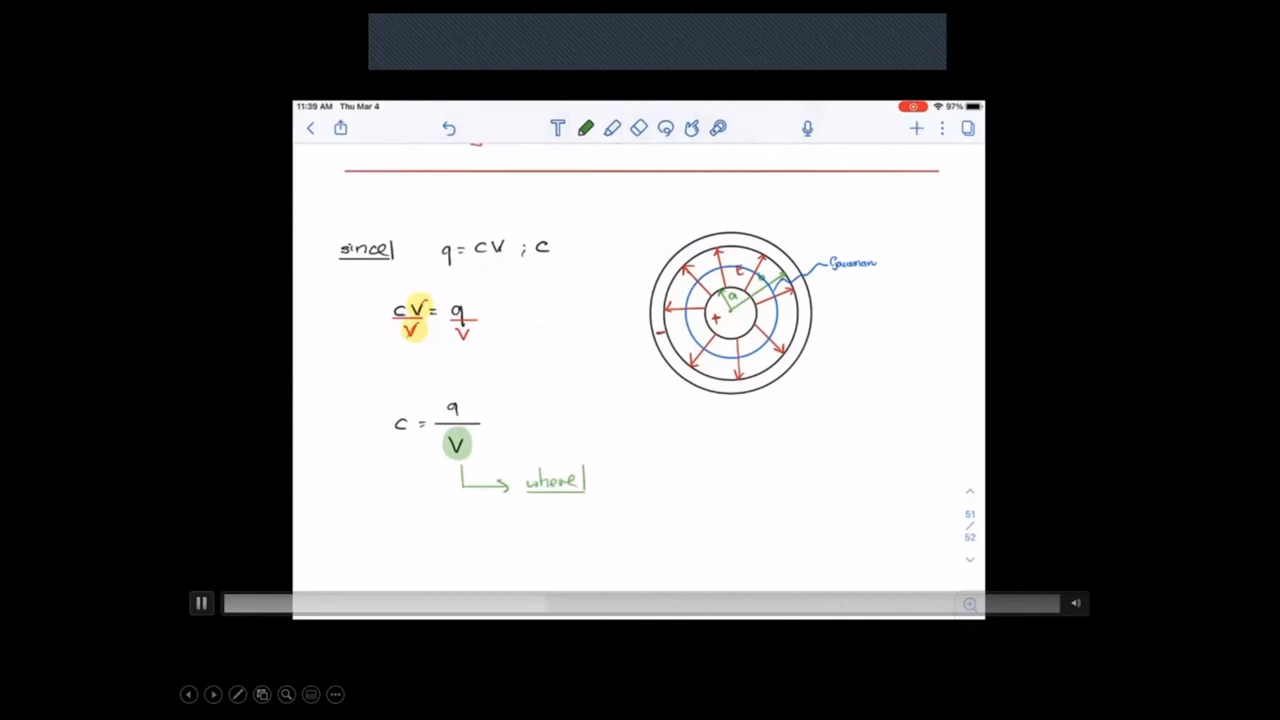 11:39 AM Thu Mar 4
97%
since q = CV ; C
CV = q
V V
C = q
V
where
a
b
E
+
−
Gaussian
51
/
52